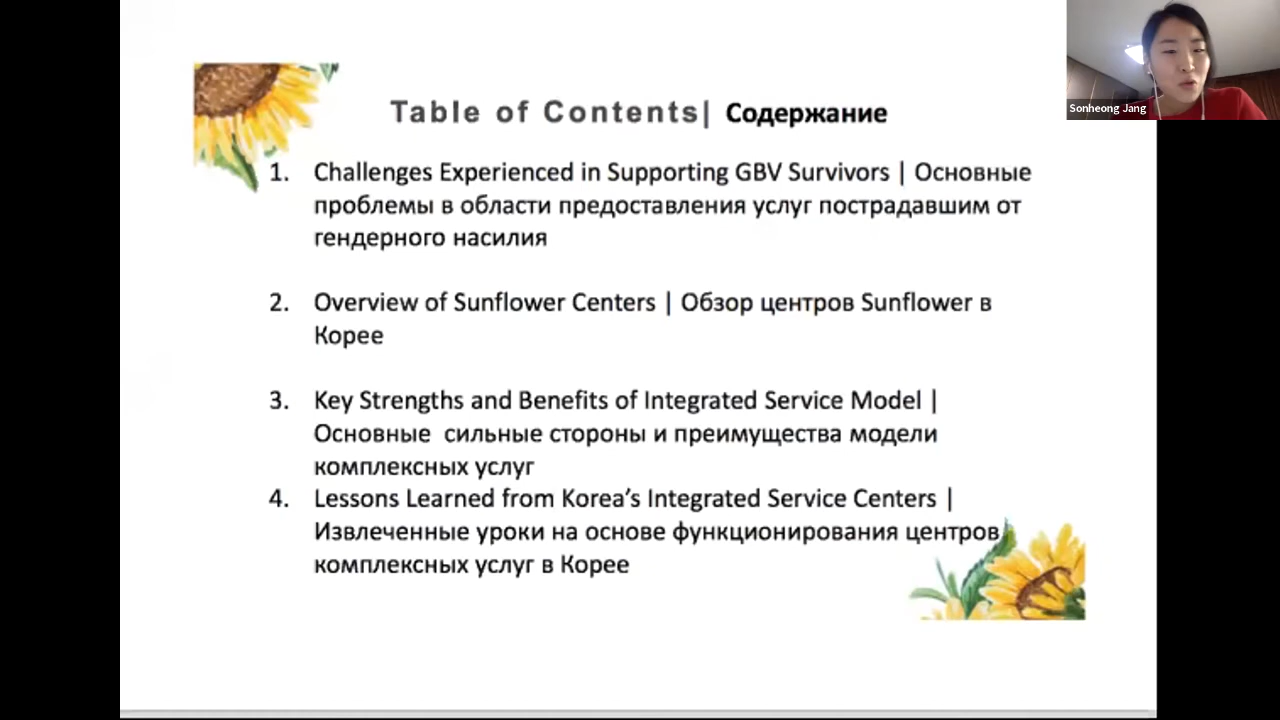 Sonheong Jang
Table of Contents| Содержание
1. Challenges Experienced in Supporting GBV Survivors | Основные
проблемы в области предоставления услуг пострадавшим от
гендерного насилия
2. Overview of Sunflower Centers | Обзор центров Sunflower в
Корее
3. Key Strengths and Benefits of Integrated Service Model |
Основные сильные стороны и преимущества модели
комплексных услуг
4. Lessons Learned from Korea’s Integrated Service Centers |
Извлеченные уроки на основе функционирования центров
комплексных услуг в Корее